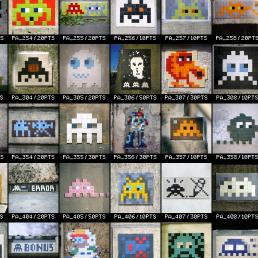 PA_254/20PTS PA_255/20PTS PA_256/10PTS PA_257/20PTS PA_258/20PTS
PA_304/20PTS PA_305/20PTS PA_306/10PTS PA_307/30PTS PA_308/10PTS
PA_354/10PTS PA_355/10PTS PA_356/10PTS PA_357/10PTS PA_358/10PTS
ERROR
PA_404/20PTS PA_405/50PTS PA_406/10PTS PA_407/30PTS PA_408/10PTS
BONUS